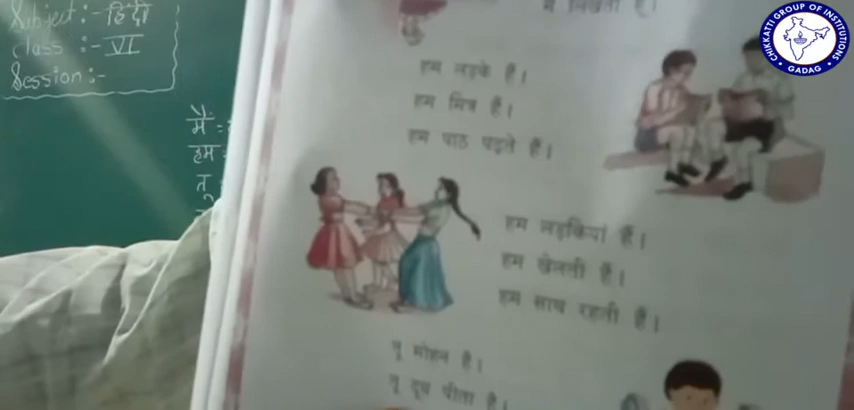 Subject:- हिंदी
Class :- VI
Session :-
मैं =
हम =
तू
हम लड़के हैं।
हम मित्र हैं।
हम पाठ पढ़ते हैं।
हम लड़कियां हैं।
हम खेलती हैं।
हम साथ रहती हैं।
तू मोहन है।
तू दूध पीता है।
CHIKKATTI GROUP OF INSTITUTIONS
GADAG